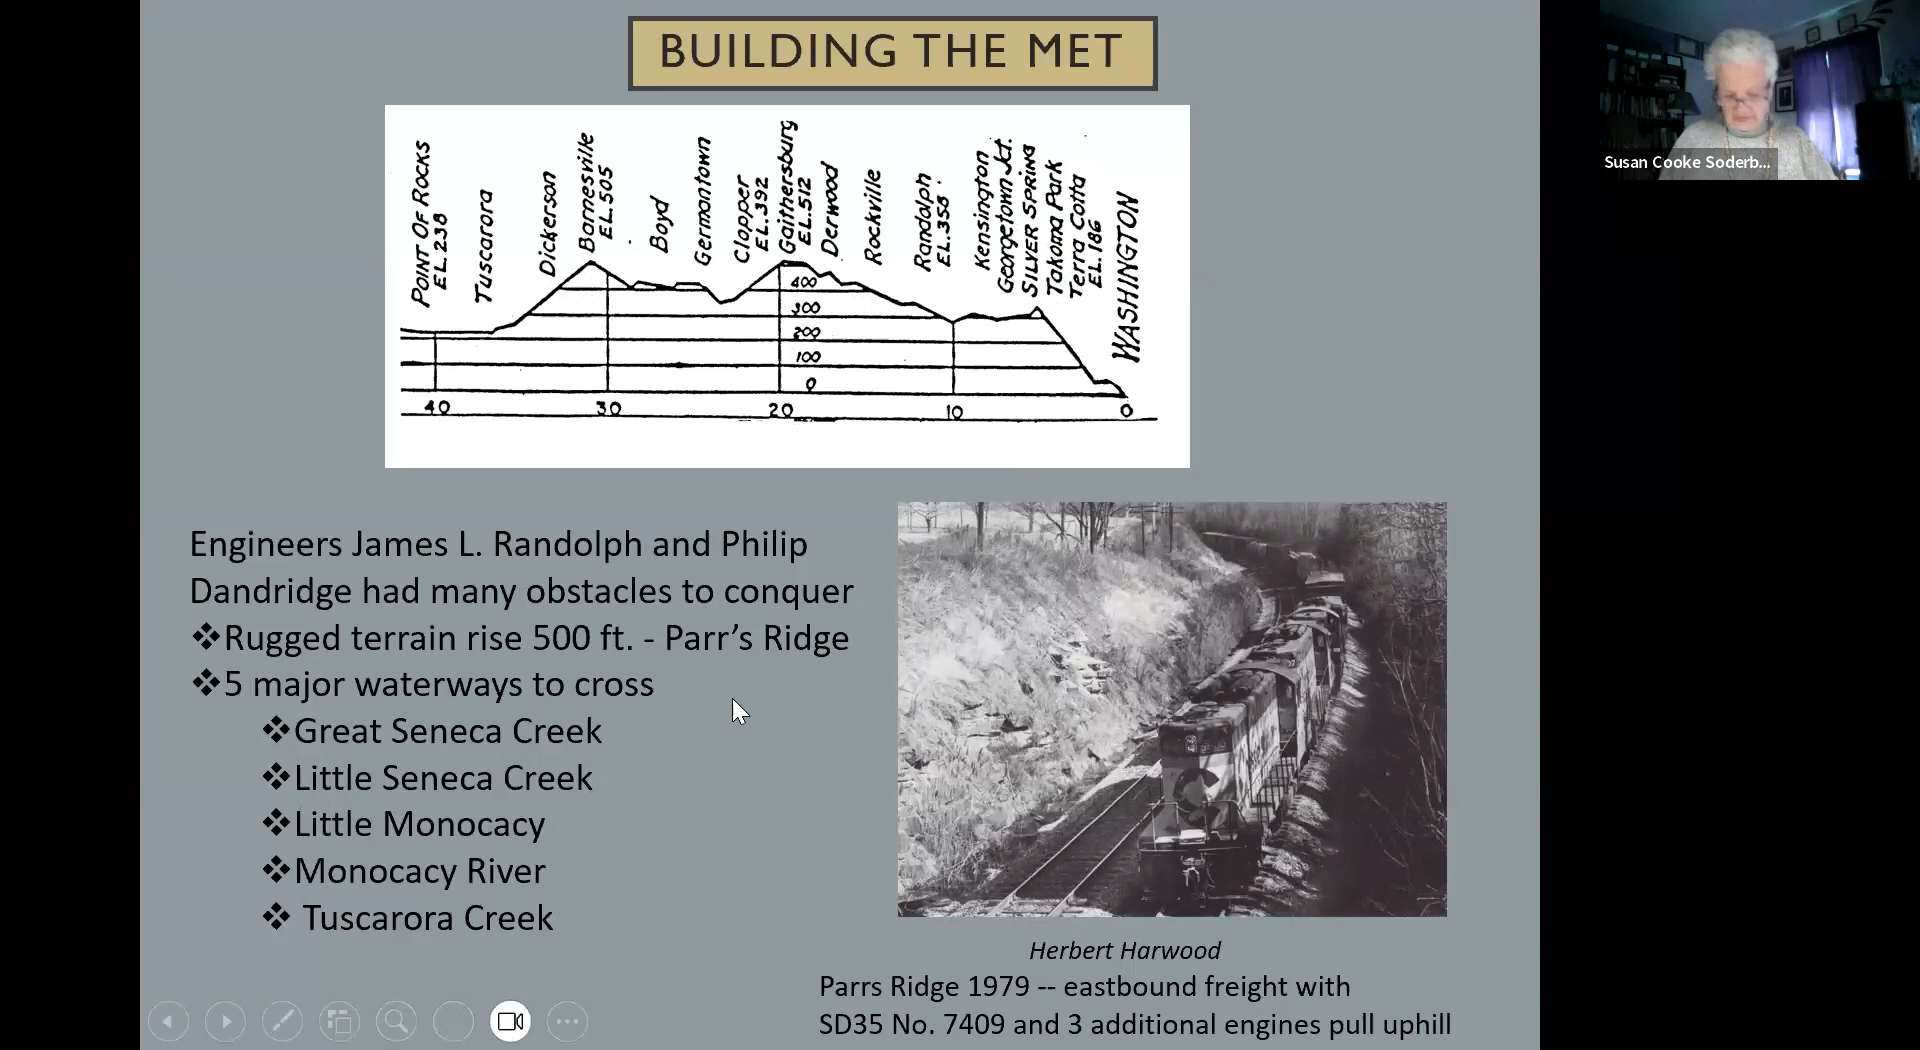 BUILDING THE MET
POINT OF ROCKS
EL.238
Tuscarora
Dickerson
Barnesville
EL.505
Boyd
Germantown
Clopper
EL.392
Gaithersburg
EL.512
Derwood
Rockville
Randolph
EL.358.
Kensington
Georgetown Jct.
SILVER SPRING
Takoma Park
Terra Cotta
EL.186
WASHINGTON
400
300
200
100
0
40 30 20 10 0
Engineers James L. Randolph and Philip
Dandridge had many obstacles to conquer
❖Rugged terrain rise 500 ft. - Parr’s Ridge
❖5 major waterways to cross
❖Great Seneca Creek
❖Little Seneca Creek
❖Little Monocacy
❖Monocacy River
❖ Tuscarora Creek
Herbert Harwood
Parrs Ridge 1979 -- eastbound freight with
SD35 No. 7409 and 3 additional engines pull uphill
Susan Cooke Soderb...